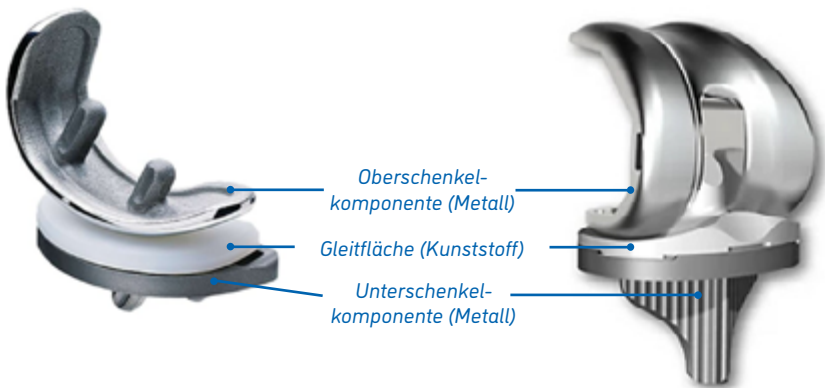 Oberschenkel-
komponente (Metall)
Gleitfläche (Kunststoff)
Unterschenkel-
komponente (Metall)